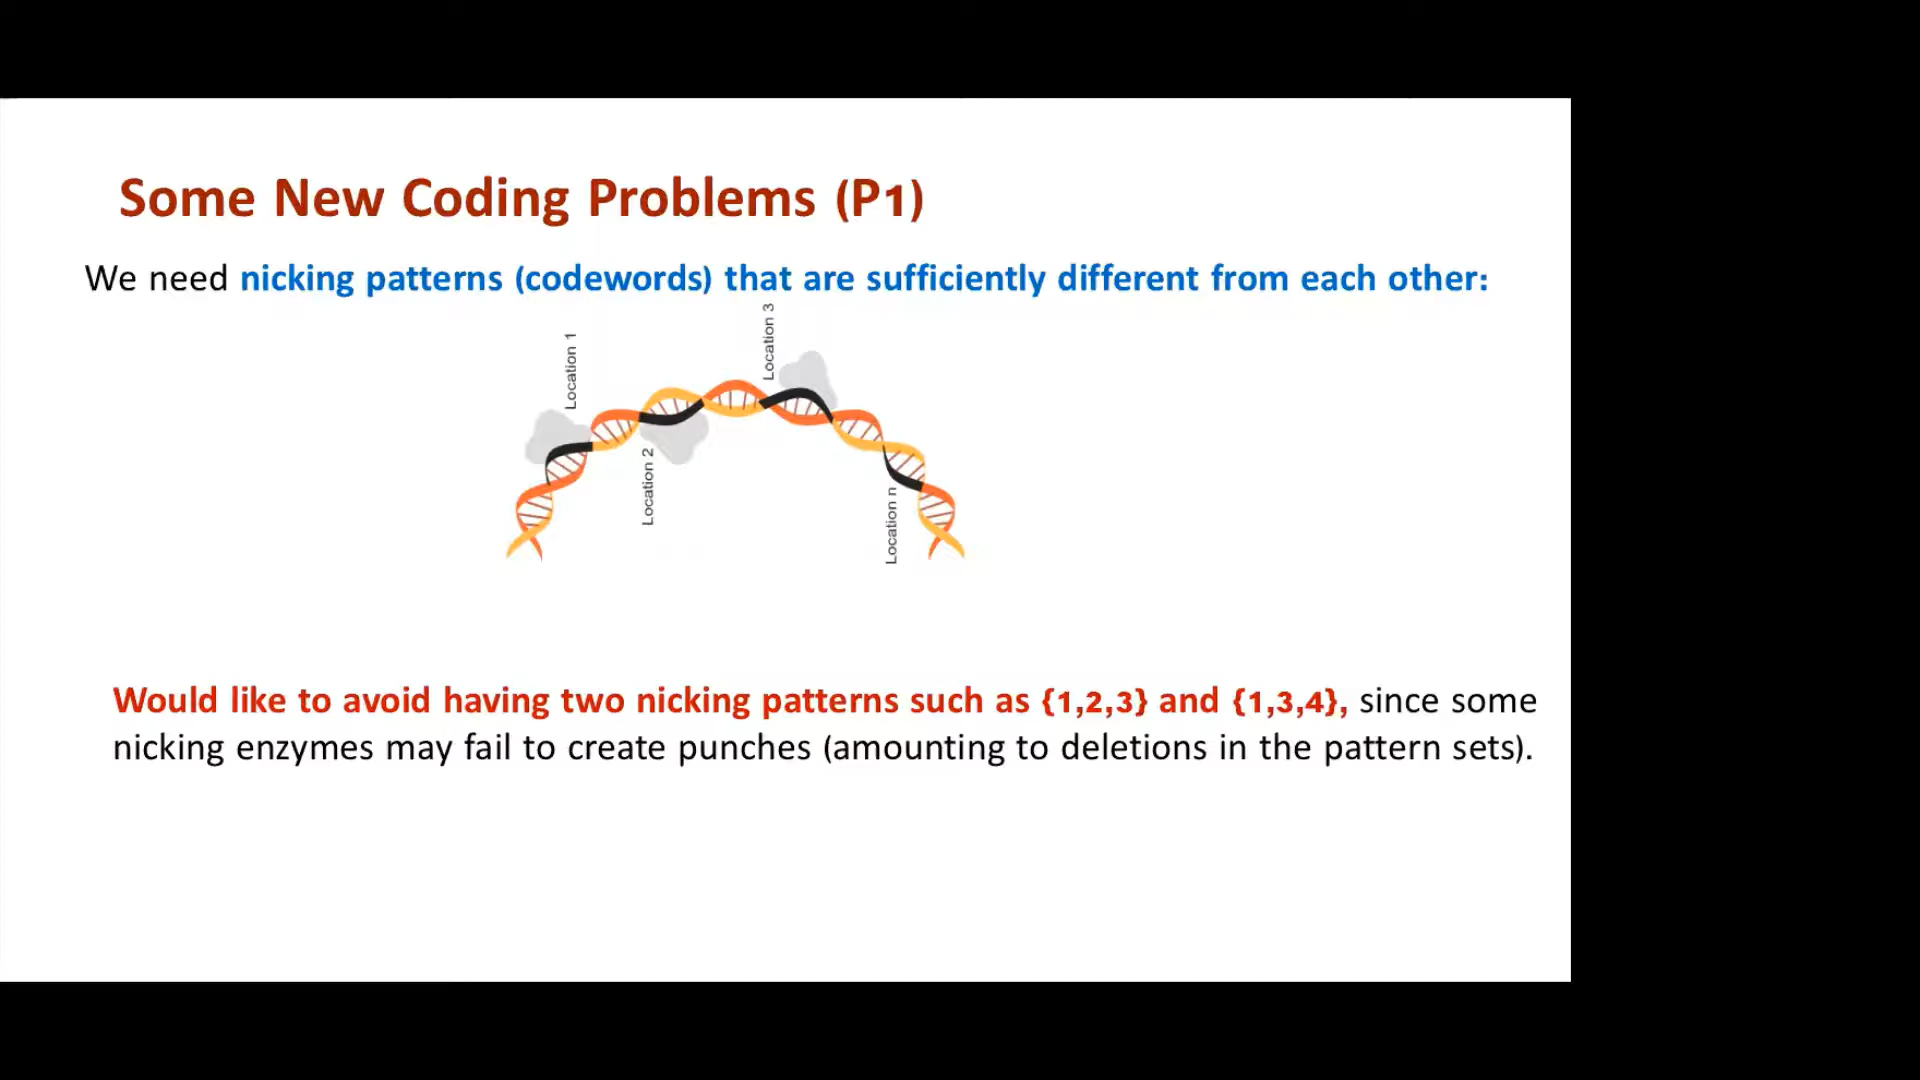 Some New Coding Problems (P1)
We need nicking patterns (codewords) that are sufficiently different from each other:
Location 1
Location 2
Location 3
Location n
Would like to avoid having two nicking patterns such as {1,2,3} and {1,3,4}, since some
nicking enzymes may fail to create punches (amounting to deletions in the pattern sets).